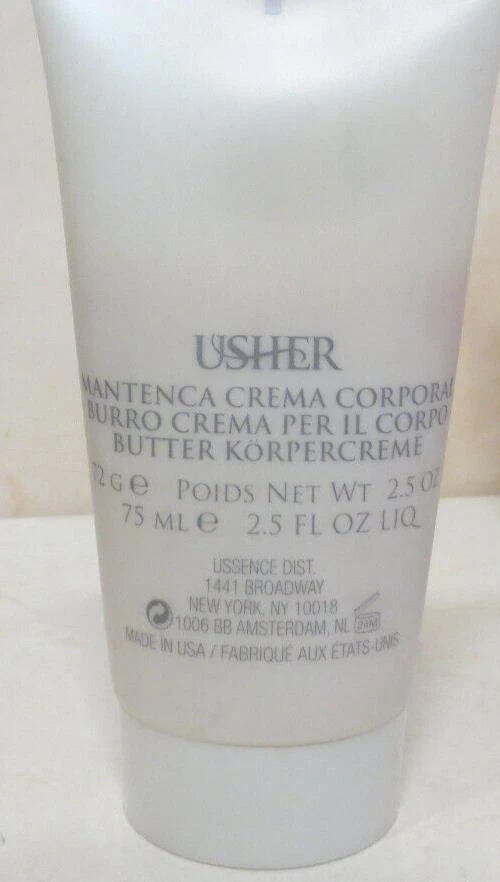 USHER
MANTENCA CREMA CORPORAL
BURRO CREMA PER IL CORPO
BUTTER KÖRPERCREME
72 G e POIDS NET WT 2.5 OZ
75 ML e 2.5 FL OZ LIQ
USSENCE DIST.
1441 BROADWAY
NEW YORK, NY 10018
1006 BB AMSTERDAM, NL 24M
MADE IN USA / FABRIQUÉ AUX ÉTATS-UNIS